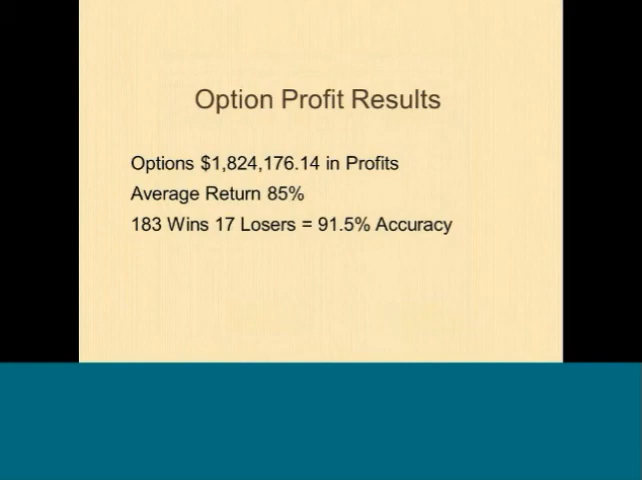 Option Profit Results
Options $1,824,176.14 in Profits
Average Return 85%
183 Wins 17 Losers = 91.5% Accuracy